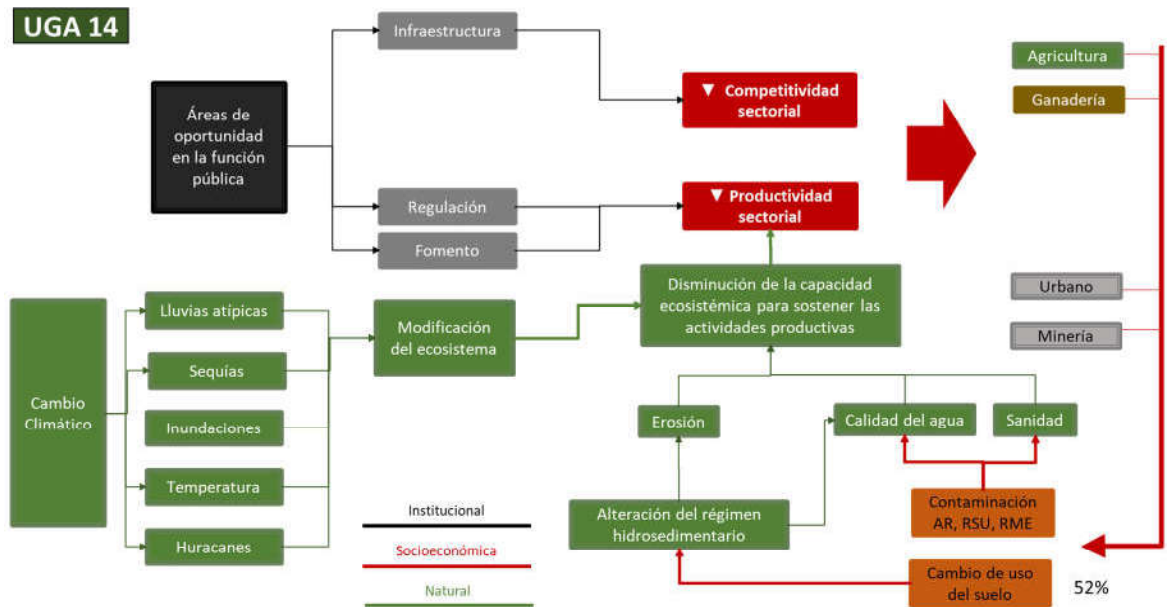 UGA 14
Infraestructura
Agricultura
Áreas de
oportunidad
en la función
pública
▼ Competitividad
sectorial
Ganadería
Regulación
▼ Productividad
sectorial
Fomento
Disminución de la capacidad
ecosistémica para sostener las
actividades productivas
Urbano
Minería
Cambio
Climático
Lluvias atípicas
Sequías
Inundaciones
Temperatura
Huracanes
Modificación
del ecosistema
Erosión
Calidad del agua
Sanidad
Alteración del régimen
hidrosedimentario
Contaminación
AR, RSU, RME
Cambio de uso
del suelo
52%
Institucional
Socioeconómica
Natural